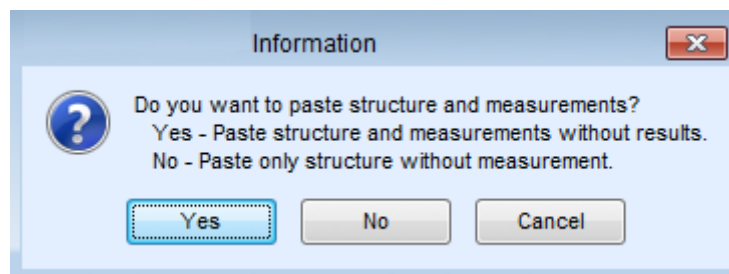 Information
Do you want to paste structure and measurements?
Yes - Paste structure and measurements without results.
No - Paste only structure without measurement.
Yes No Cancel